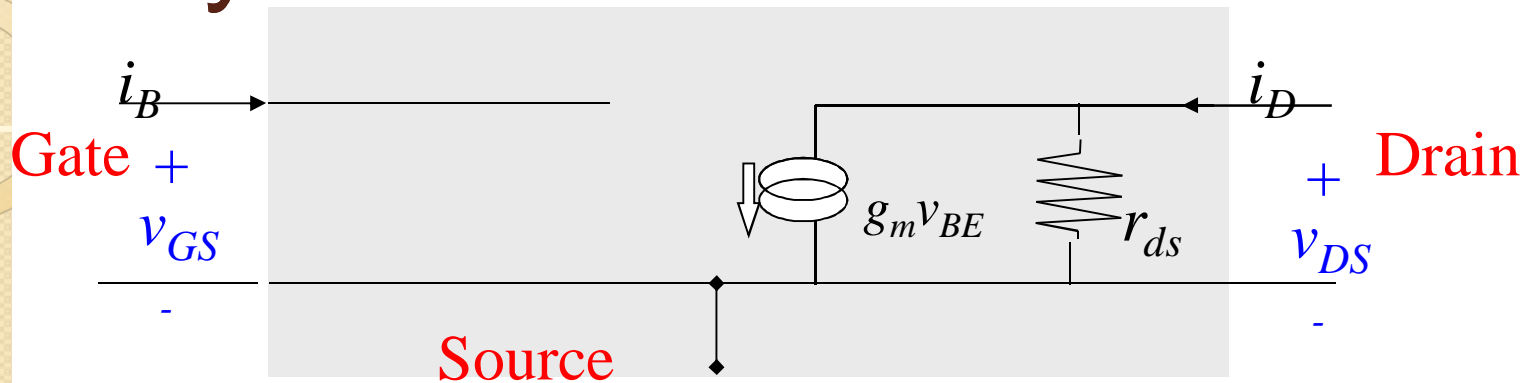 i_B
i_D
Gate
+
v_GS
-
g_m v_BE
r_ds
+
Drain
v_DS
-
Source